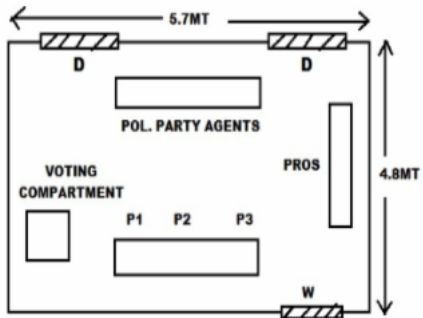 5.7MT
D
D
POL. PARTY AGENTS
PROS
4.8MT
VOTING
COMPARTMENT
P1 P2 P3
W